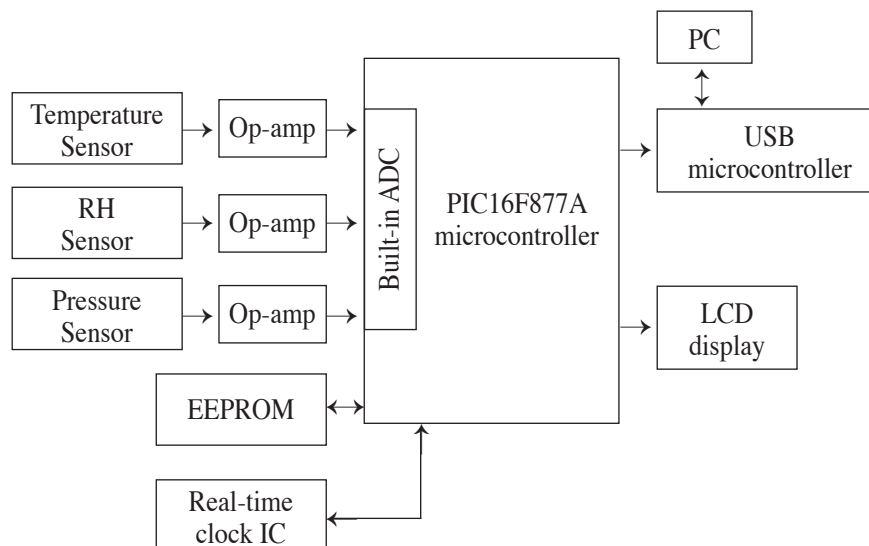 PC
Temperature
Sensor
Op-amp
USB
microcontroller
RH
Sensor
Op-amp
Built-in ADC
PIC16F877A
microcontroller
Pressure
Sensor
Op-amp
LCD
display
EEPROM
Real-time
clock IC